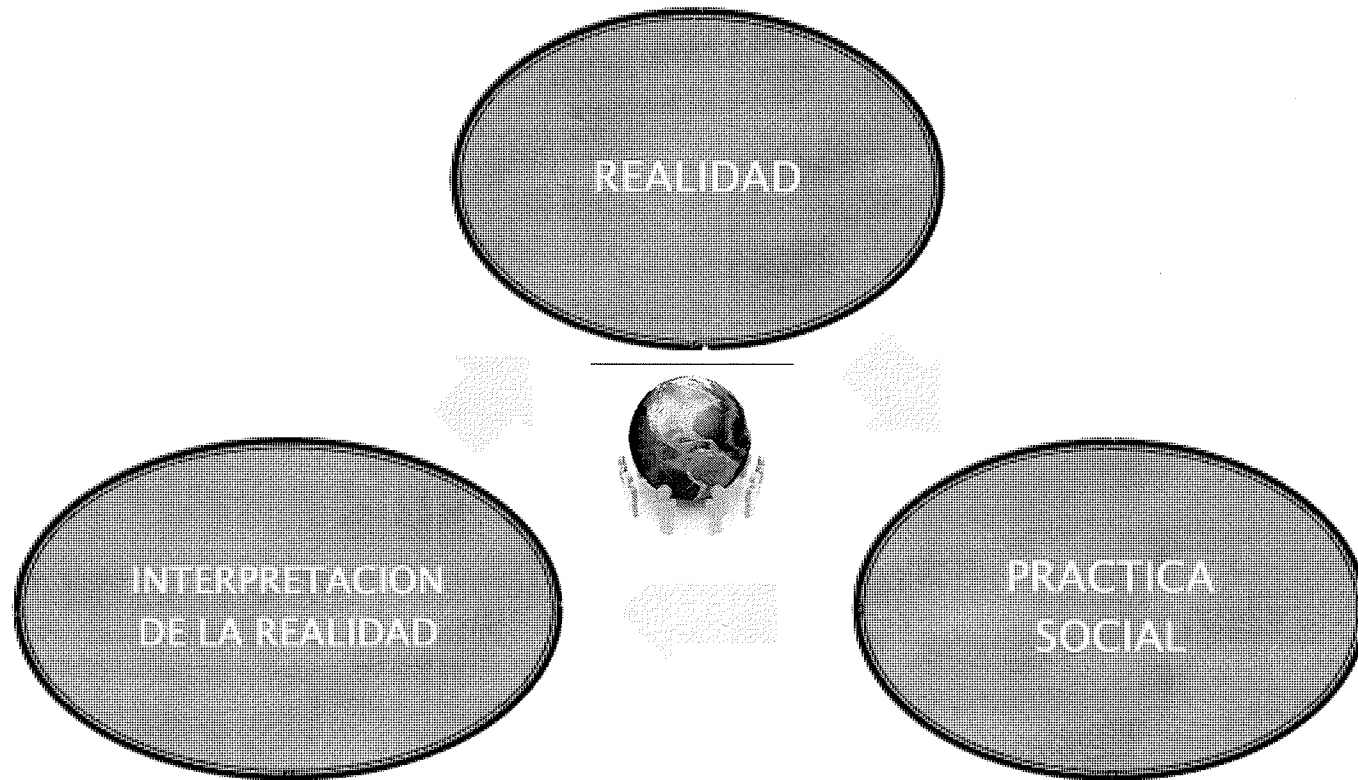 REALIDAD
INTERPRETACION
DE LA REALIDAD
PRACTICA
SOCIAL